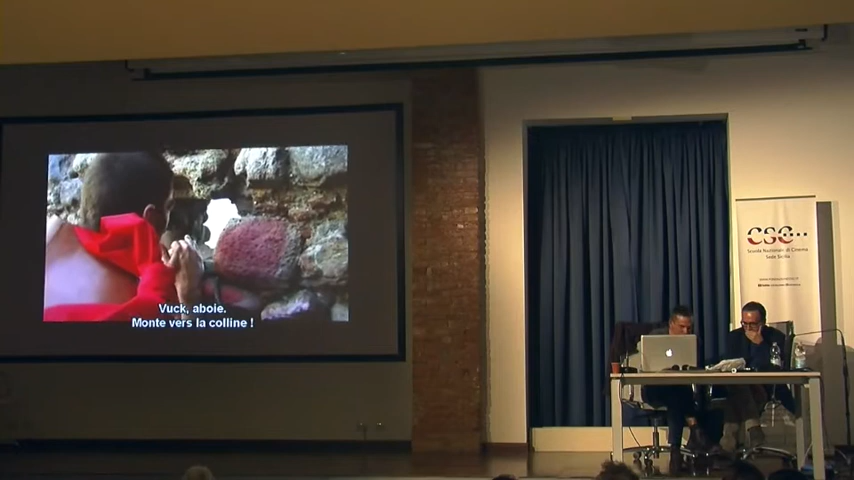 Vuck, aboie.
Monte vers la colline !
CSC
Scuola Nazionale di Cinema
Sede Sicilia